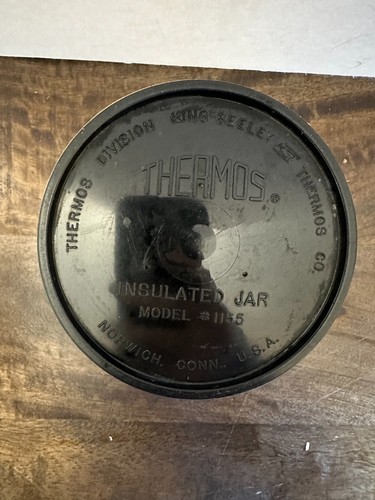 THERMOS DIVISION KING-SEELEY THERMOS CO.
THERMOS®
INSULATED JAR
MODEL #1155
NORWICH, CONN., U.S.A.